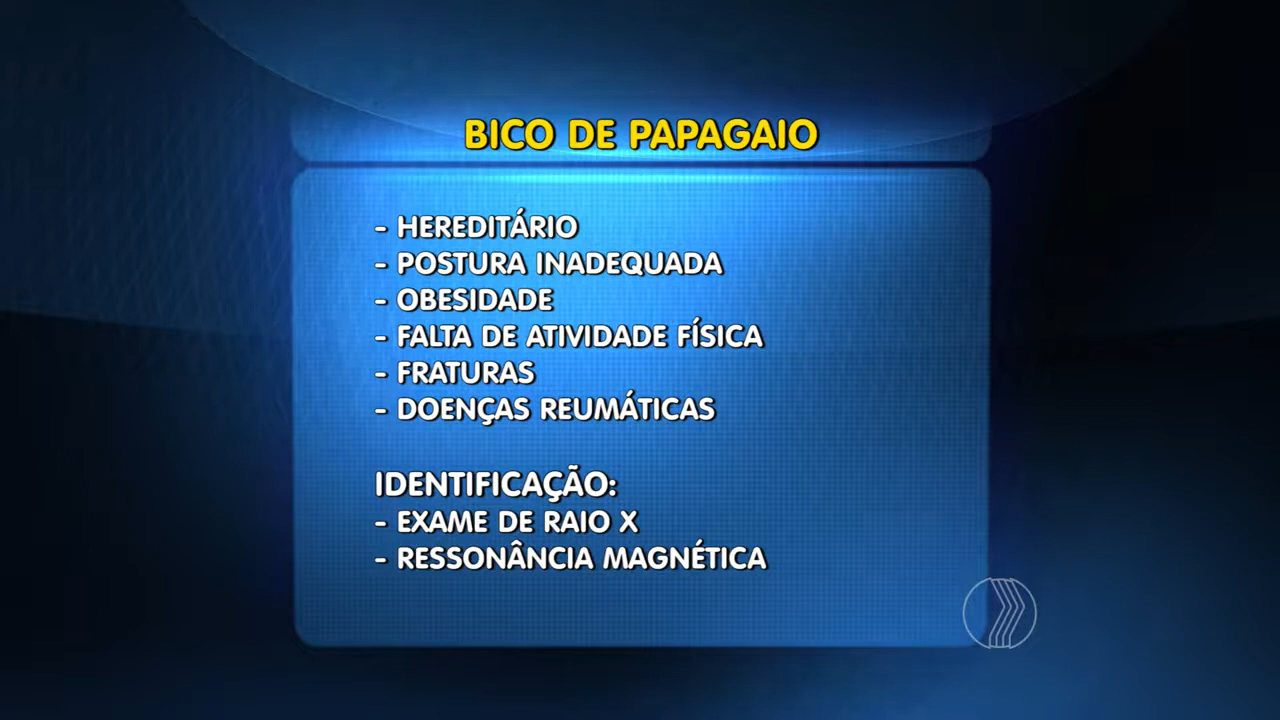 BICO DE PAPAGAIO
- HEREDITÁRIO
- POSTURA INADEQUADA
- OBESIDADE
- FALTA DE ATIVIDADE FÍSICA
- FRATURAS
- DOENÇAS REUMÁTICAS
IDENTIFICAÇÃO:
- EXAME DE RAIO X
- RESSONÂNCIA MAGNÉTICA